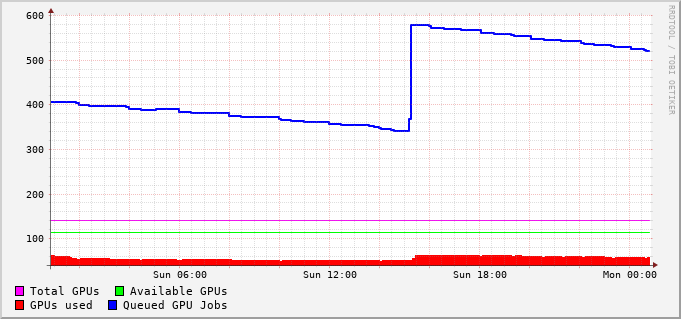 RRDTOOL / TOBI OETIKER
600
500
400
300
200
100
Sun 06:00 Sun 12:00 Sun 18:00 Mon 00:00
Total GPUs Available GPUs
GPUs used Queued GPU Jobs